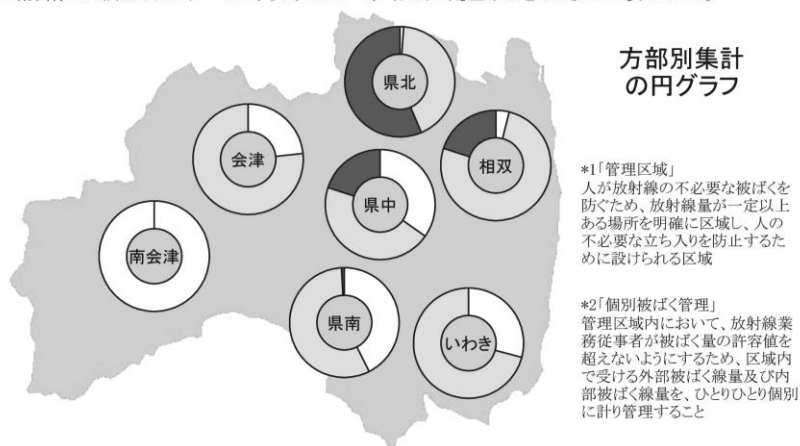 県北
方部別集計
の円グラフ
会津
相双
県中
南会津
県南
いわき
*1「管理区域」
人が放射線の不必要な被ばくを
防ぐため、放射線量が一定以上
ある場所を明確に区域し、人の
不必要な立ち入りを防止するた
めに設けられる区域
*2「個別被ばく管理」
管理区域内において、放射線業
務従事者が被ばく量の許容値を
超えないようにするため、区域内
で受ける外部被ばく線量及び内
部被ばく線量を、ひとりひとり個別
に計り管理すること